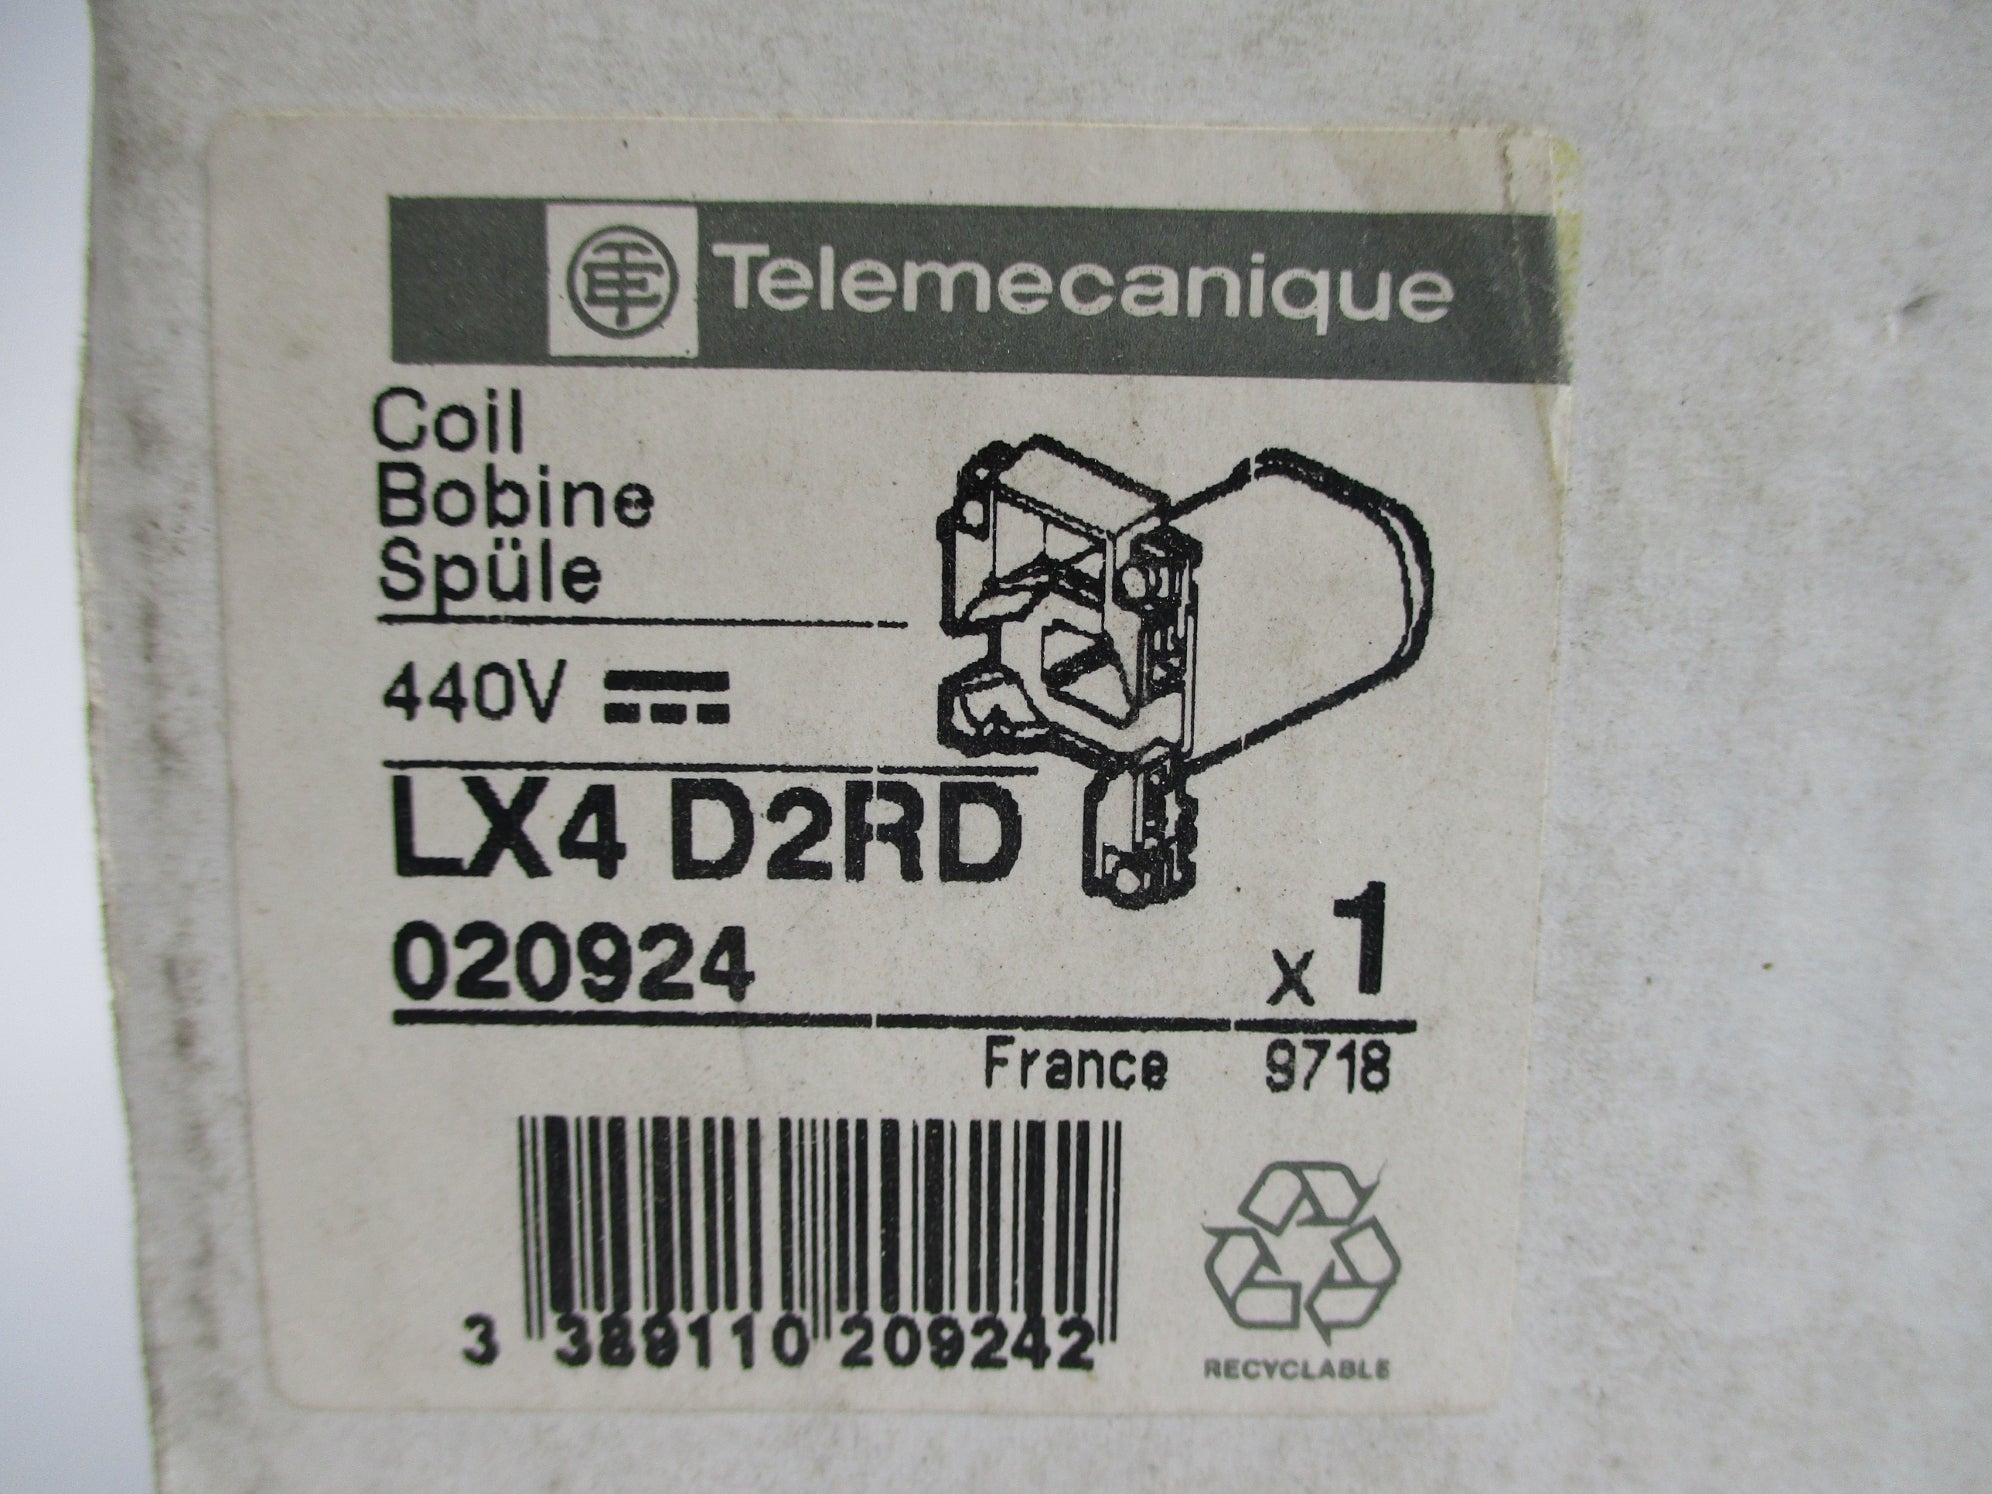 Telemecanique
Coil
Bobine
Spüle
440V
LX4 D2RD
020924
x 1
France 9718
3 389110 209242
RECYCLABLE